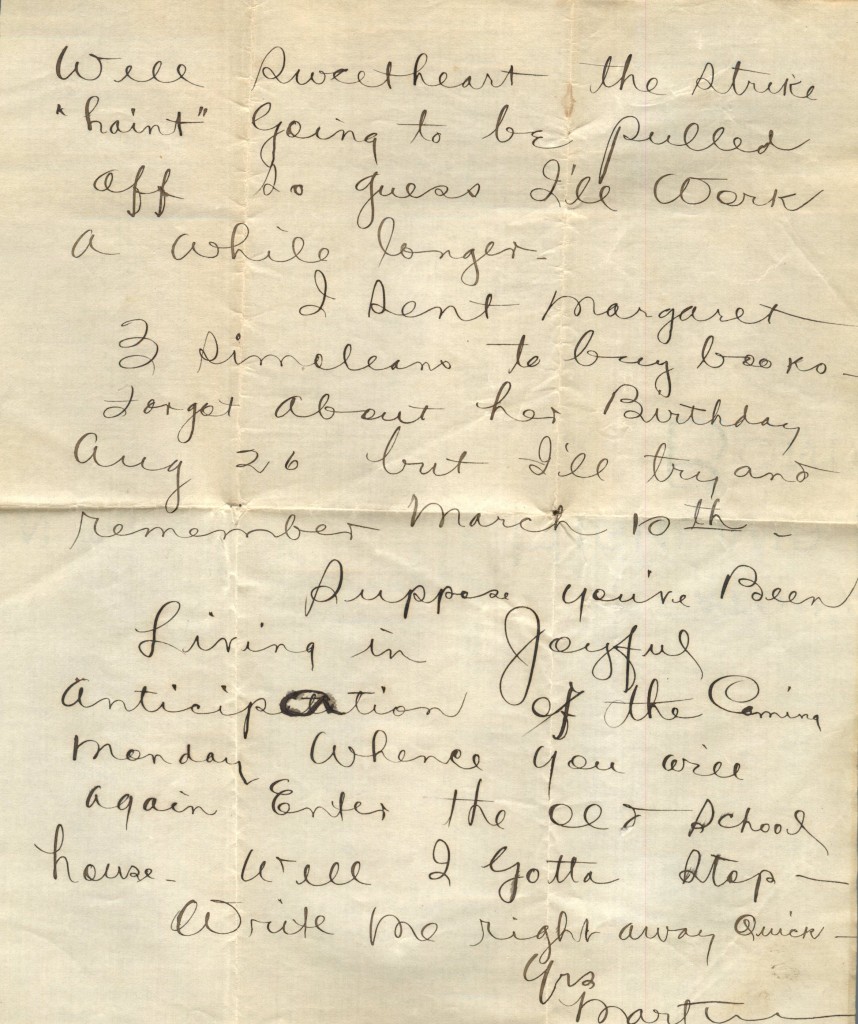 Well Sweetheart the strike
"haint" Going to be pulled
off so guess I'll Work
a while longer-
I sent Margaret
3 simoleans to buy books-
Forgot About her Birthday
Aug 26 but I'll try and
remember March 10th -
Suppose you've Been
Living in Joyful
Anticipation of the Coming
Monday Whence you will
again Enter the Old School
house- Well I Gotta Stop -
Write Me right away Quick-
Yrs
Martin